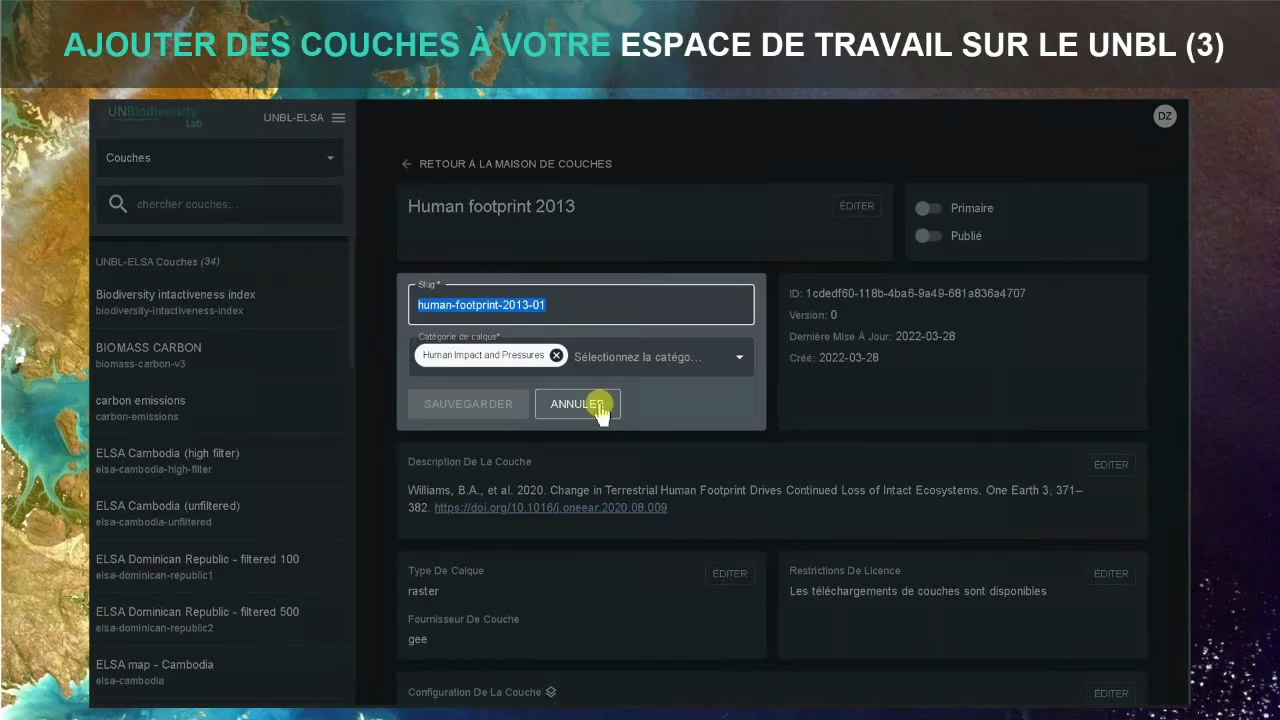 AJOUTER DES COUCHES À VOTRE ESPACE DE TRAVAIL SUR LE UNBL (3)
UNBiodiversity
Lab
UNBL-ELSA
DZ
Couches
chercher couches...
UNBL-ELSA Couches (34)
Biodiversity intactiveness index
biodiversity-intactiveness-index
BIOMASS CARBON
biomass-carbon-v3
carbon emissions
carbon-emissions
ELSA Cambodia (high filter)
elsa-cambodia-high-filter
ELSA Cambodia (unfiltered)
elsa-cambodia-unfiltered
ELSA Dominican Republic - filtered 100
elsa-dominican-republic1
ELSA Dominican Republic - filtered 500
elsa-dominican-republic2
ELSA map - Cambodia
elsa-cambodia
RETOUR À LA MAISON DE COUCHES
Human footprint 2013
ÉDITER
Primaire
Publié
Slug*
human-footprint-2013-01
Catégorie de calque*
Human Impact and Pressures
Sélectionnez la catégo...
SAUVEGARDER
ANNULER
ID: 1cdedf60-118b-4ba6-9a49-681a836a4707
Version: 0
Dernière Mise À Jour: 2022-03-28
Créé: 2022-03-28
Description De La Couche
ÉDITER
Williams, B.A., et al. 2020. Change in Terrestrial Human Footprint Drives Continued Loss of Intact Ecosystems. One Earth 3, 371–
382. https://doi.org/10.1016/j.oneear.2020.08.009
Type De Calque
ÉDITER
raster
Fournisseur De Couche
gee
Restrictions De Licence
ÉDITER
Les téléchargements de couches sont disponibles
Configuration De La Couche
ÉDITER